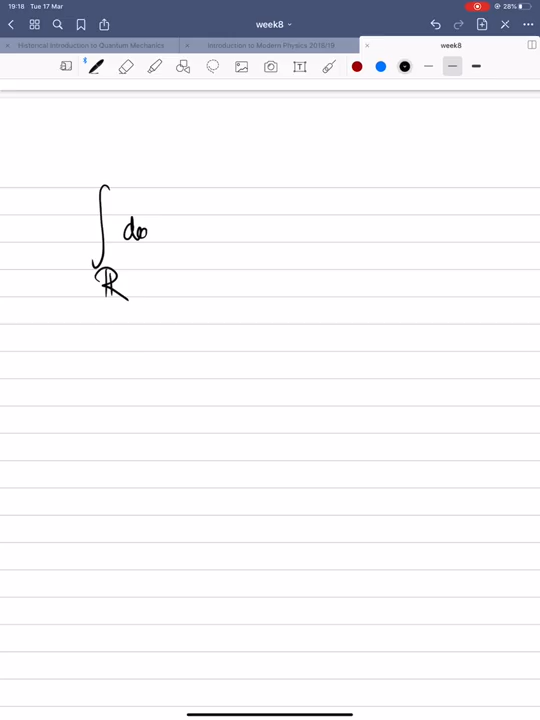 19:18 Tue 17 Mar 28%
week8
Historical Introduction to Quantum Mechanics Introduction to Modern Physics 2018/19 week8
∫
ℝ